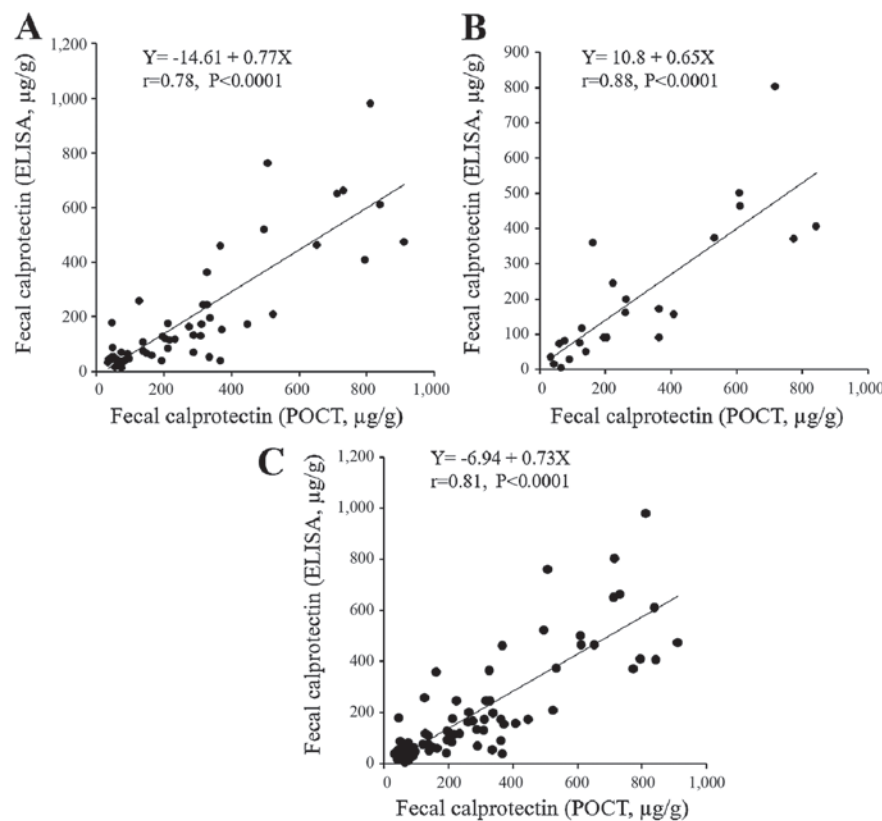 A
Y= -14.61 + 0.77X
r=0.78, P<0.0001
Fecal calprotectin (ELISA, µg/g)
1,200
1,000
800
600
400
200
0
0
200
400
600
800
1,000
Fecal calprotectin (POCT, µg/g)
B
Y= 10.8 + 0.65X
r=0.88, P<0.0001
Fecal calprotectin (ELISA, µg/g)
900
800
700
600
500
400
300
200
100
0
0
200
400
600
800
1,000
Fecal calprotectin (POCT, µg/g)
C
Y= -6.94 + 0.73X
r=0.81, P<0.0001
Fecal calprotectin (ELISA, µg/g)
1,200
1,000
800
600
400
200
0
0
200
400
600
800
1,000
Fecal calprotectin (POCT, µg/g)